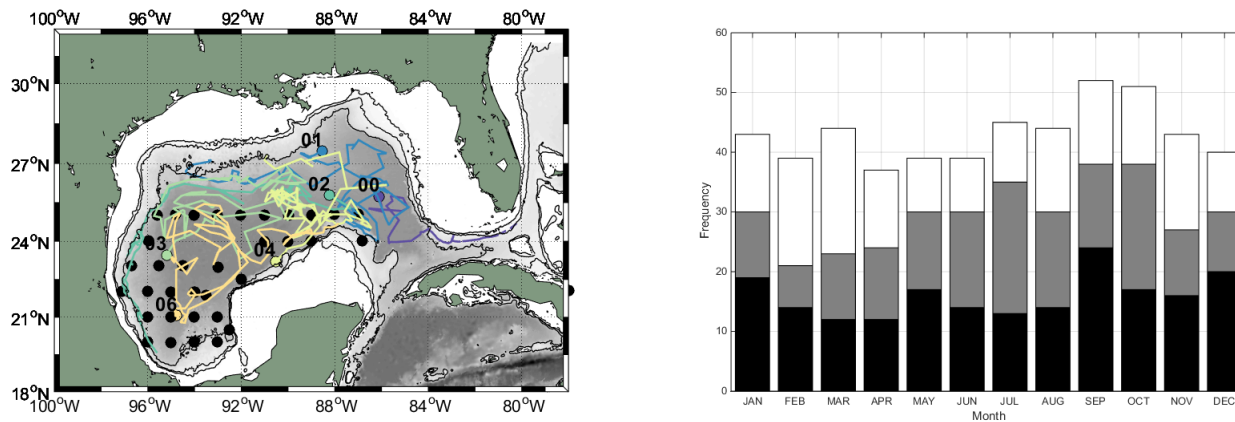 100°W 96°W 92°W 88°W 84°W 80°W
30°N
27°N
24°N
21°N
18°N
01
02 00
03
04
06
100°W 96°W 92°W 88°W 84°W 80°W
60
50
40
30
20
10
0
Frequency
JAN FEB MAR APR MAY JUN JUL AUG SEP OCT NOV DEC
Month